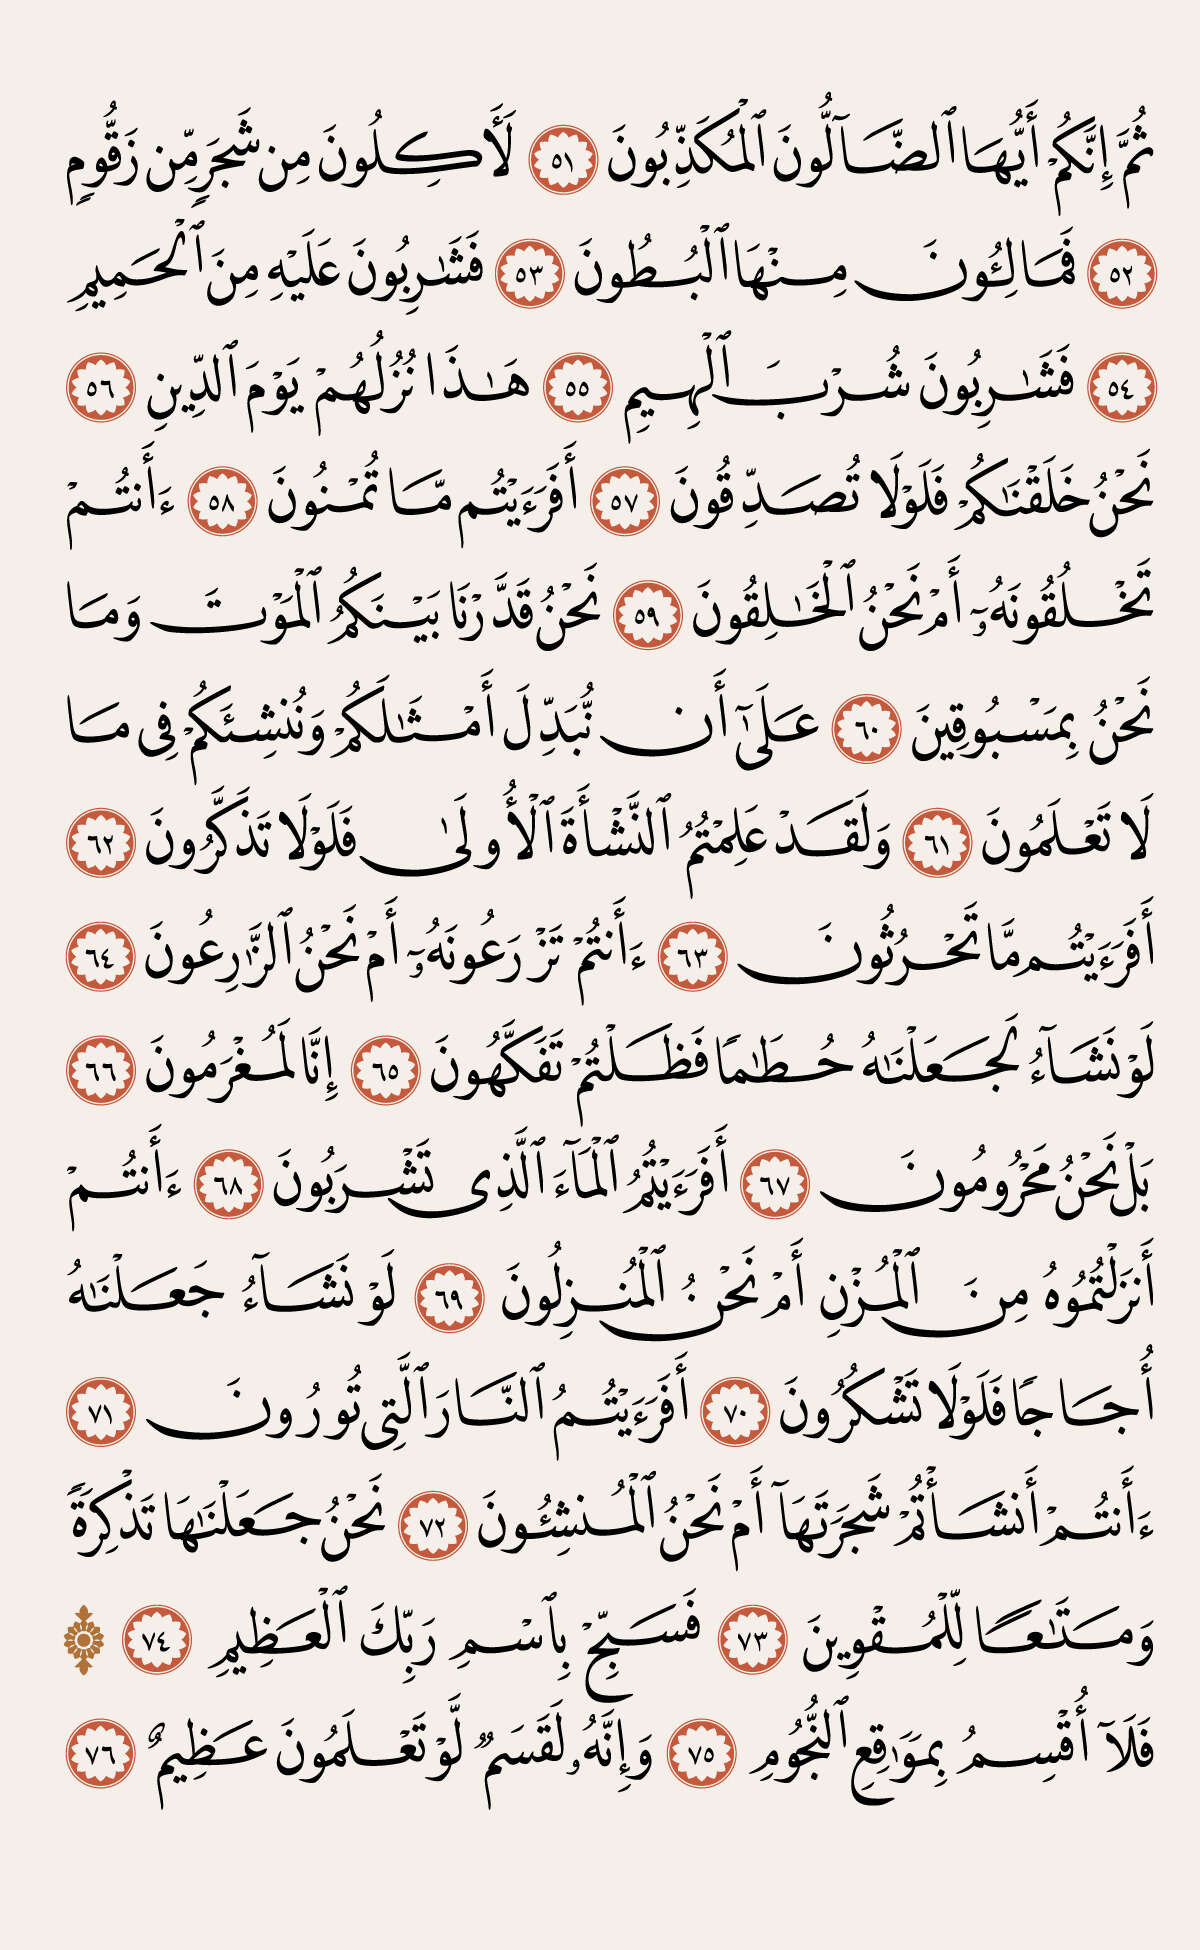 ثُمَّ إِنَّكُمْ أَيُّهَا ٱلضَّآلُّونَ ٱلْمُكَذِّبُونَ ٥١ لَأَكِلُونَ مِن شَجَرٍ مِّن زَقُّومٍ
٥٢ فَمَالِـُٔونَ مِنْهَا ٱلْبُطُونَ ٥٣ فَشَٰرِبُونَ عَلَيْهِ مِنَ ٱلْحَمِيمِ
٥٤ فَشَٰرِبُونَ شُرْبَ ٱلْهِيمِ ٥٥ هَٰذَا نُزُلُهُمْ يَوْمَ ٱلدِّينِ ٥٦
نَحْنُ خَلَقْنَٰكُمْ فَلَوْلَا تُصَدِّقُونَ ٥٧ أَفَرَءَيْتُم مَّا تُمْنُونَ ٥٨ ءَأَنتُمْ
تَخْلُقُونَهُۥٓ أَمْ نَحْنُ ٱلْخَٰلِقُونَ ٥٩ نَحْنُ قَدَّرْنَا بَيْنَكُمُ ٱلْمَوْتَ وَمَا
نَحْنُ بِمَسْبُوقِينَ ٦٠ عَلَىٰٓ أَن نُّبَدِّلَ أَمْثَٰلَكُمْ وَنُنشِئَكُمْ فِى مَا
لَا تَعْلَمُونَ ٦١ وَلَقَدْ عَلِمْتُمُ ٱلنَّشْأَةَ ٱلْأُولَىٰ فَلَوْلَا تَذَكَّرُونَ ٦٢
أَفَرَءَيْتُم مَّا تَحْرُثُونَ ٦٣ ءَأَنتُمْ تَزْرَعُونَهُۥٓ أَمْ نَحْنُ ٱلزَّٰرِعُونَ ٦٤
لَوْ نَشَآءُ لَجَعَلْنَٰهُ حُطَٰمًا فَظَلْتُمْ تَفَكَّهُونَ ٦٥ إِنَّا لَمُغْرَمُونَ ٦٦
بَلْ نَحْنُ مَحْرُومُونَ ٦٧ أَفَرَءَيْتُمُ ٱلْمَآءَ ٱلَّذِى تَشْرَبُونَ ٦٨ ءَأَنتُمْ
أَنزَلْتُمُوهُ مِنَ ٱلْمُزْنِ أَمْ نَحْنُ ٱلْمُنزِلُونَ ٦٩ لَوْ نَشَآءُ جَعَلْنَٰهُ
أُجَاجًا فَلَوْلَا تَشْكُرُونَ ٧٠ أَفَرَءَيْتُمُ ٱلنَّارَ ٱلَّتِى تُورُونَ ٧١
ءَأَنتُمْ أَنشَأْتُمْ شَجَرَتَهَآ أَمْ نَحْنُ ٱلْمُنشِـُٔونَ ٧٢ نَحْنُ جَعَلْنَٰهَا تَذْكِرَةً
وَمَتَٰعًا لِّلْمُقْوِينَ ٧٣ فَسَبِّحْ بِٱسْمِ رَبِّكَ ٱلْعَظِيمِ ٧٤
فَلَآ أُقْسِمُ بِمَوَٰقِعِ ٱلنُّجُومِ ٧٥ وَإِنَّهُۥ لَقَسَمٌ لَّوْ تَعْلَمُونَ عَظِيمٌ ٧٦